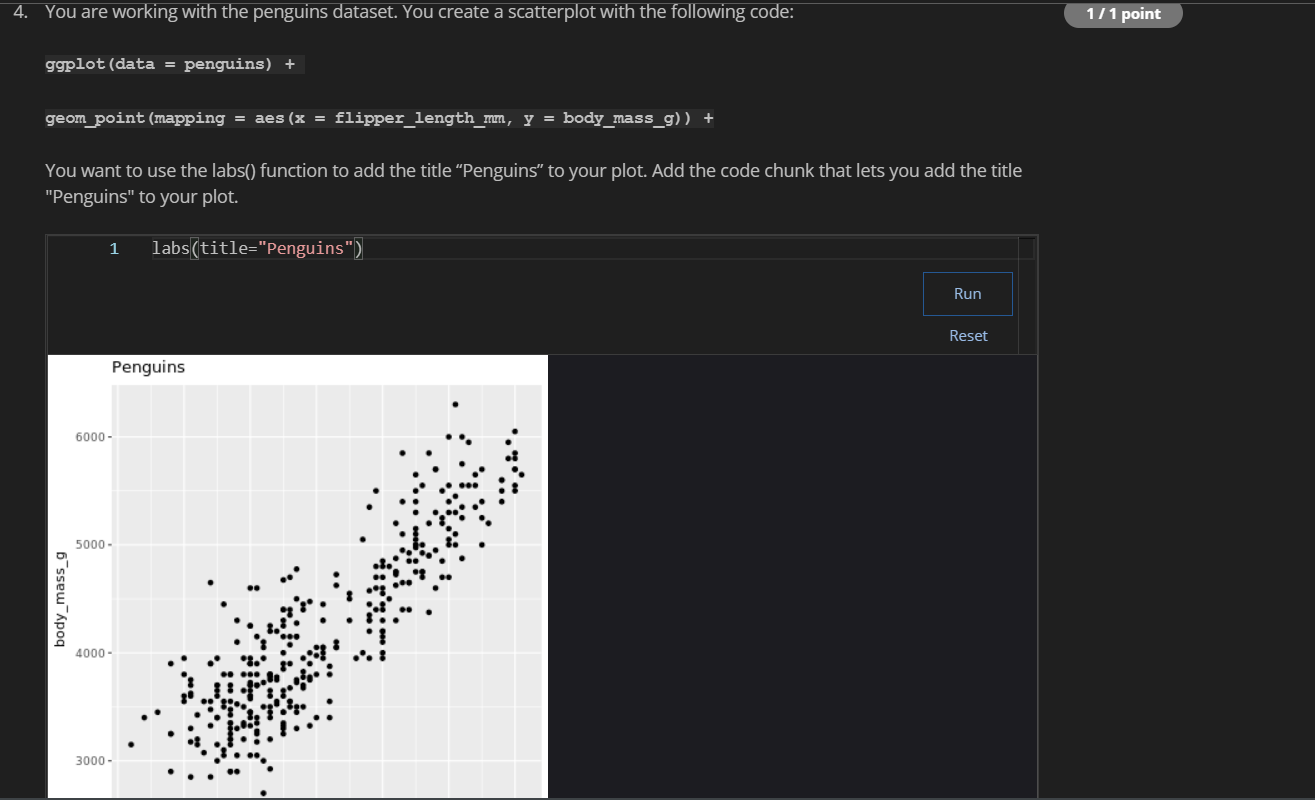 4. You are working with the penguins dataset. You create a scatterplot with the following code:
1 / 1 point
ggplot(data = penguins) +
geom_point(mapping = aes(x = flipper_length_mm, y = body_mass_g)) +
You want to use the labs() function to add the title “Penguins” to your plot. Add the code chunk that lets you add the title
"Penguins" to your plot.
1 labs(title="Penguins")
Run
Reset
Penguins
6000
5000
body_mass_g
4000
3000